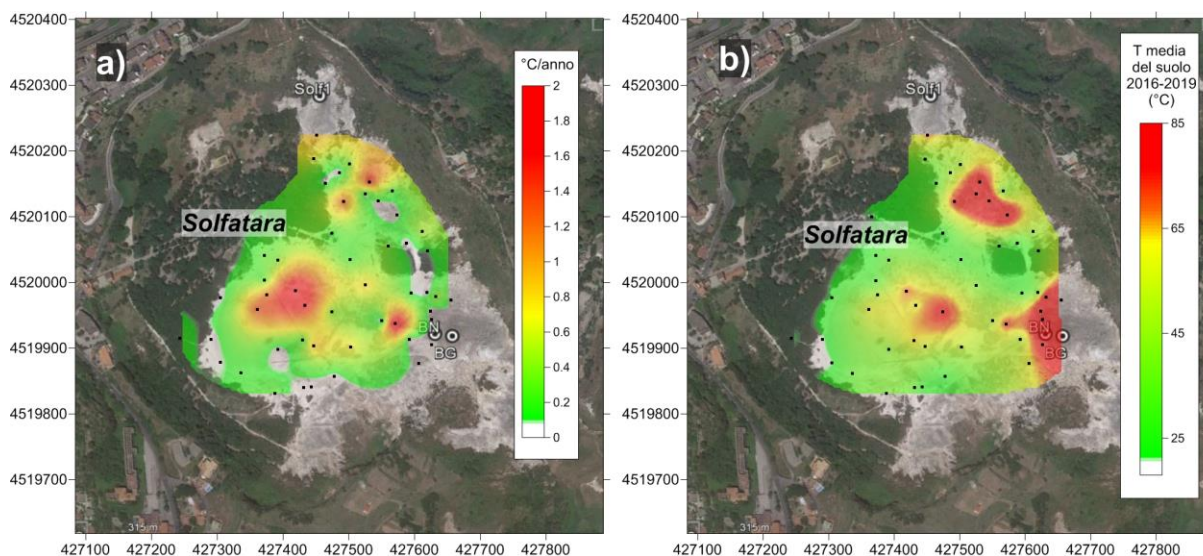 4520400
4520300
4520200
4520100
4520000
4519900
4519800
4519700
a)
Solf1
Solfatara
BN
BG
315 m
°C/anno
2
1.8
1.6
1.4
1.2
1
0.8
0.6
0.4
0.2
0
427100 427200 427300 427400 427500 427600 427700 427800
4520400
4520300
4520200
4520100
4520000
4519900
4519800
4519700
b)
Solf1
Solfatara
BN
BG
315 m
T media
del suolo
2016-2019
(°C)
85
65
45
25
427100 427200 427300 427400 427500 427600 427700 427800